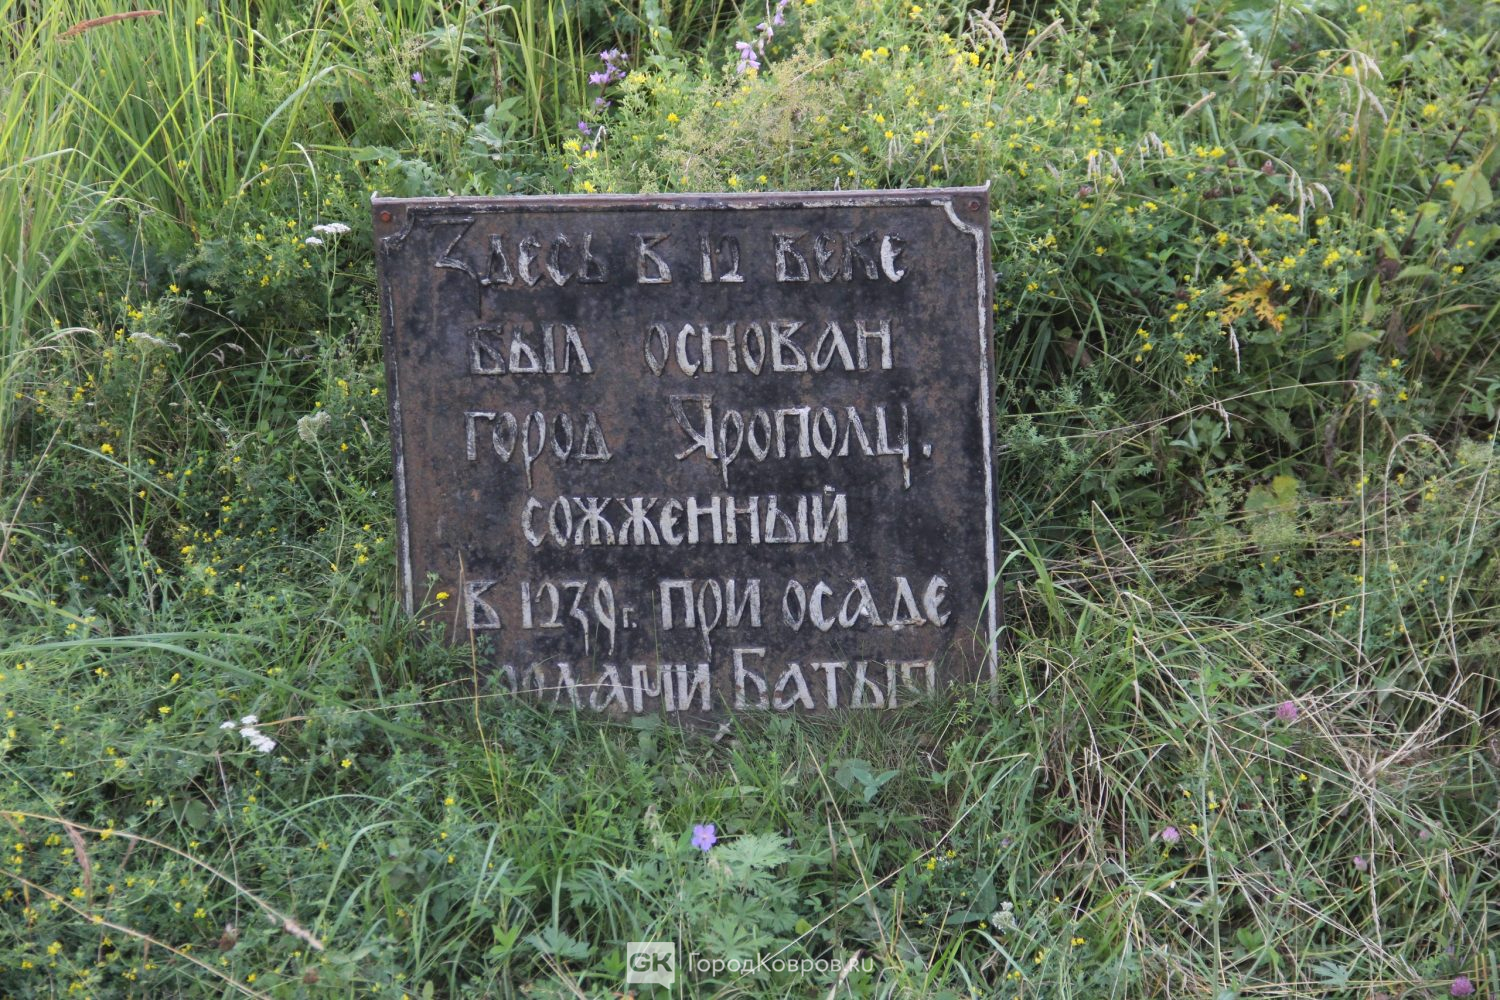 Здесь в 12 веке
был основан
город Ярополц.
сожженный
в 1239г. при осаде
Батыя
GK ГородКовров.ru